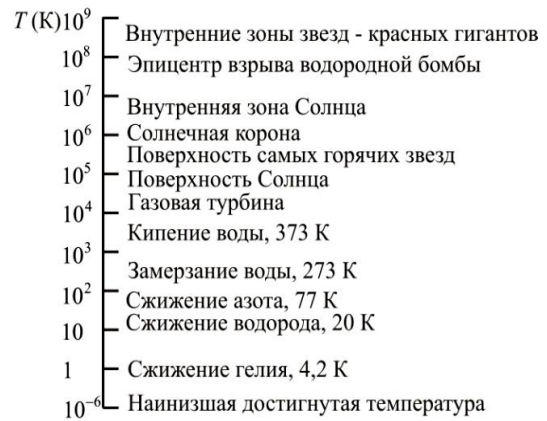 T (К)10⁹
Внутренние зоны звезд - красных гигантов
10⁸
Эпицентр взрыва водородной бомбы
10⁷
Внутренняя зона Солнца
10⁶
Солнечная корона
Поверхность самых горячих звезд
10⁵
Поверхность Солнца
Газовая турбина
10⁴
Кипение воды, 373 К
10³
Замерзание воды, 273 К
10²
Сжижение азота, 77 К
Сжижение водорода, 20 К
10
1
Сжижение гелия, 4,2 К
10⁻⁶
Наинизшая достигнутая температура